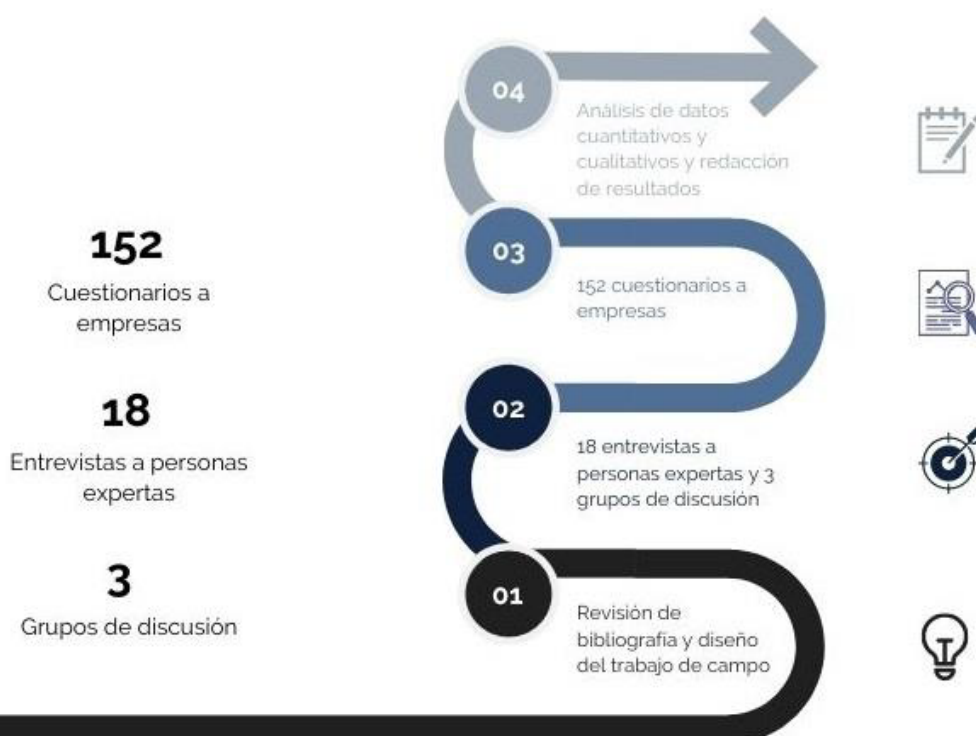 152
Cuestionarios a
empresas
18
Entrevistas a personas
expertas
3
Grupos de discusión
04
Análisis de datos
cuantitativos y
cualitativos y redacción
de resultados
03
152 cuestionarios a
empresas
02
18 entrevistas a
personas expertas y 3
grupos de discusión
01
Revisión de
bibliografía y diseño
del trabajo de campo